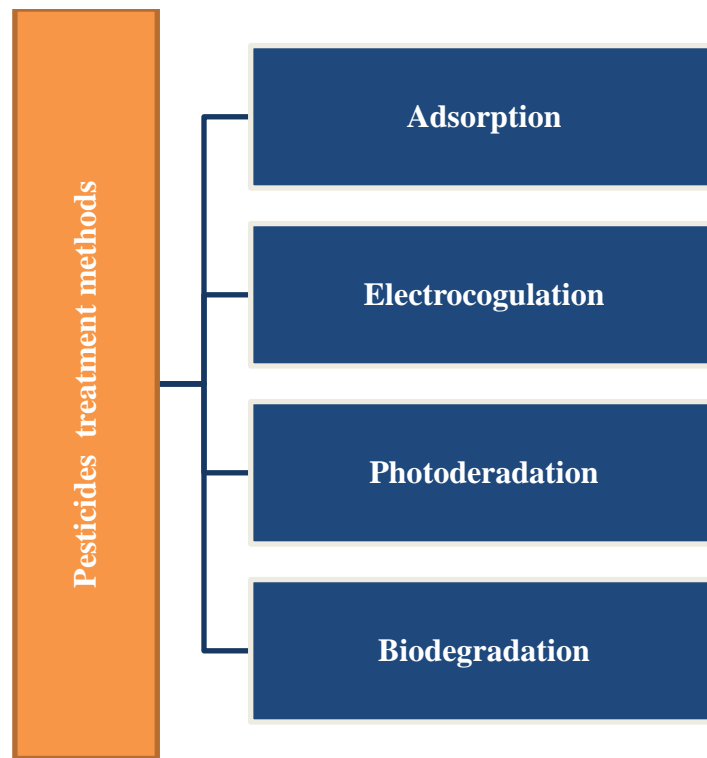 Pesticides treatment methods
Adsorption
Electrocogulation
Photoderadation
Biodegradation